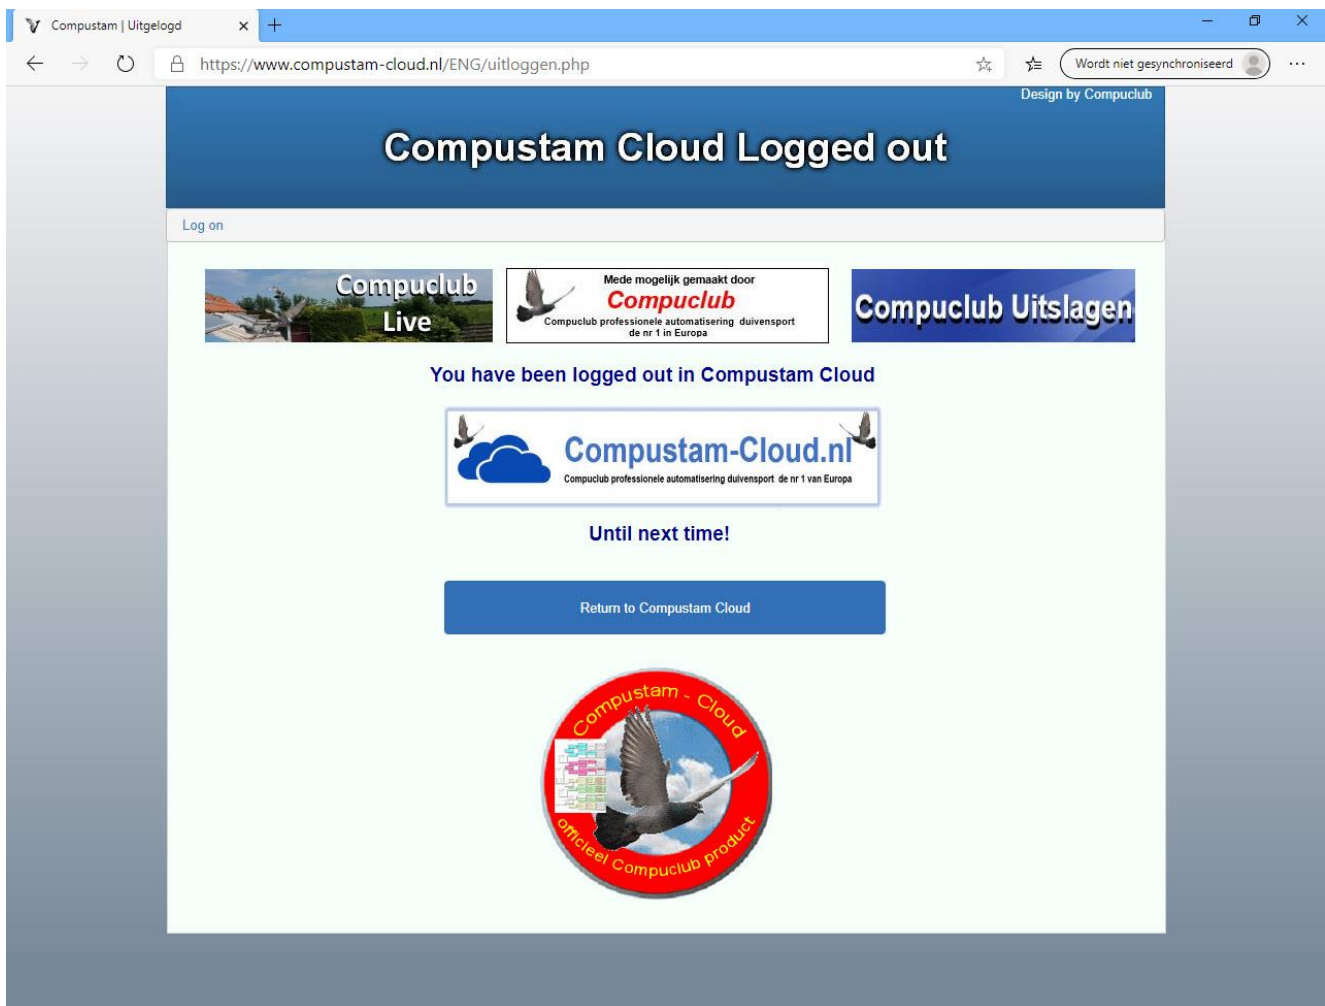 Compustam | Uitgelogd
https://www.compustam-cloud.nl/ENG/uitloggen.php
Wordt niet gesynchroniseerd
Design by Compuclub
Compustam Cloud Logged out
Log on
Compuclub
Live
Mede mogelijk gemaakt door
Compuclub
Compuclub professionele automatisering duivensport
de nr 1 in Europa
Compuclub Uitslagen
You have been logged out in Compustam Cloud
Compustam-Cloud.nl
Compuclub professionele automatisering duivensport de nr 1 van Europa
Until next time!
Return to Compustam Cloud
Compustam - Cloud
officieel Compuclub product